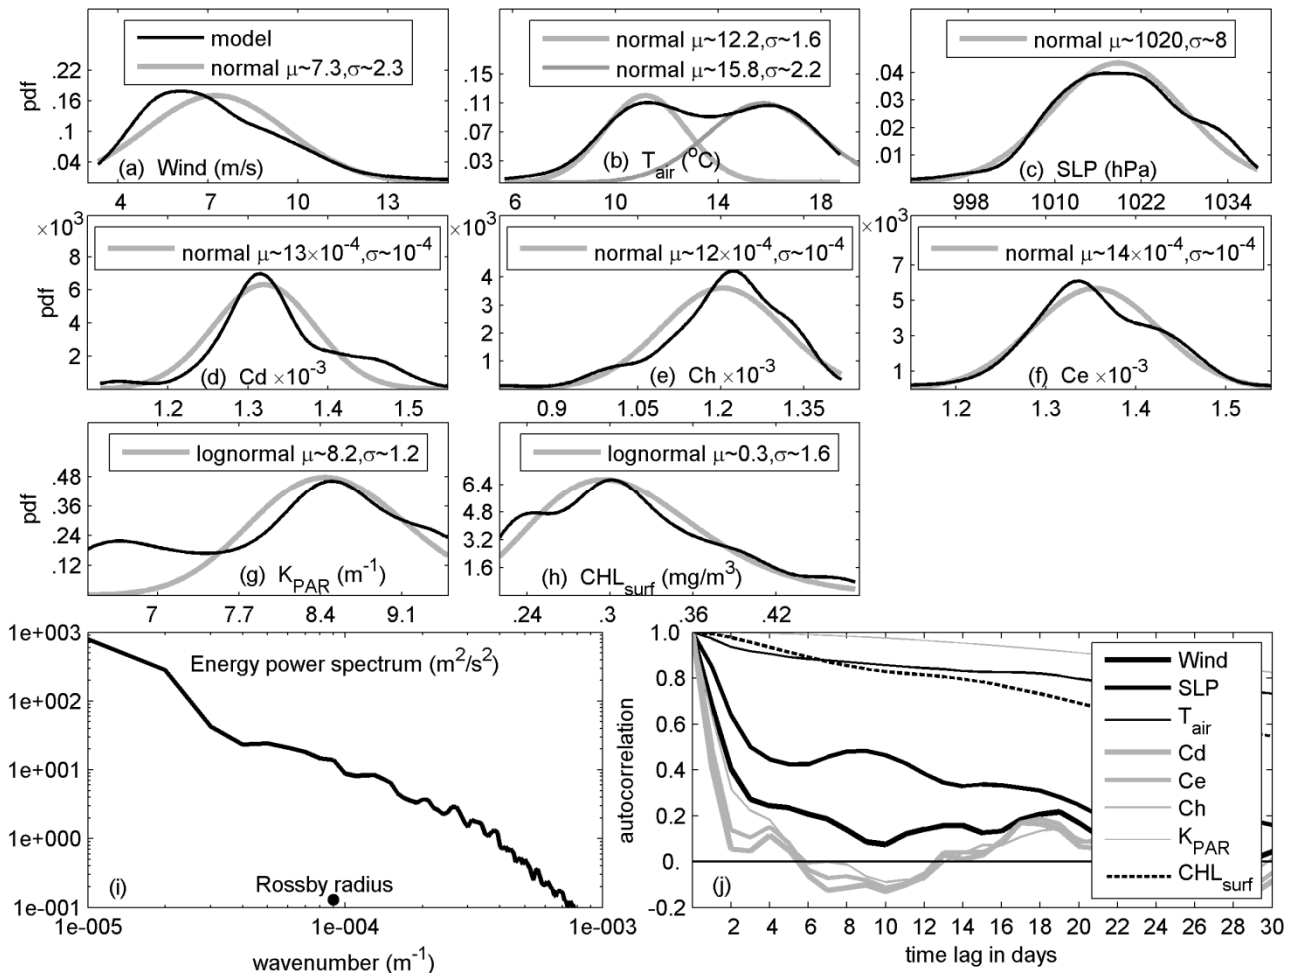 model
normal μ~7.3,σ~2.3
pdf
.22
.16
.1
.04
(a) Wind (m/s)
4 7 10 13
normal μ~12.2,σ~1.6
normal μ~15.8,σ~2.2
.15
.11
.07
.03
(b) T_air (°C)
6 10 14 18
normal μ~1020,σ~8
.04
.03
.02
.01
(c) SLP (hPa)
998 1010 1022 1034
×10^3
normal μ~13×10^-4,σ~10^-4
pdf
8
6
4
2
(d) Cd ×10^-3
1.2 1.3 1.4 1.5
×10^3
normal μ~12×10^-4,σ~10^-4
4
3
2
1
(e) Ch ×10^-3
0.9 1.05 1.2 1.35
×10^3
normal μ~14×10^-4,σ~10^-4
7
5
3
1
(f) Ce ×10^-3
1.2 1.3 1.4 1.5
lognormal μ~8.2,σ~1.2
pdf
.48
.36
.24
.12
(g) K_PAR (m^-1)
7 7.7 8.4 9.1
lognormal μ~0.3,σ~1.6
6.4
4.8
3.2
1.6
(h) CHL_surf (mg/m^3)
.24 .3 .36 .42
1e+003
1e+002
1e+001
1e+000
1e-001
Energy power spectrum (m^2/s^2)
(i)
Rossby radius
1e-005 1e-004 1e-003
wavenumber (m^-1)
autocorrelation
1.0
0.8
0.6
0.4
0.2
0.
-0.2
(j)
Wind
SLP
T_air
Cd
Ce
Ch
K_PAR
CHL_surf
2 4 6 8 10 12 14 16 18 20 22 24 26 28 30
time lag in days